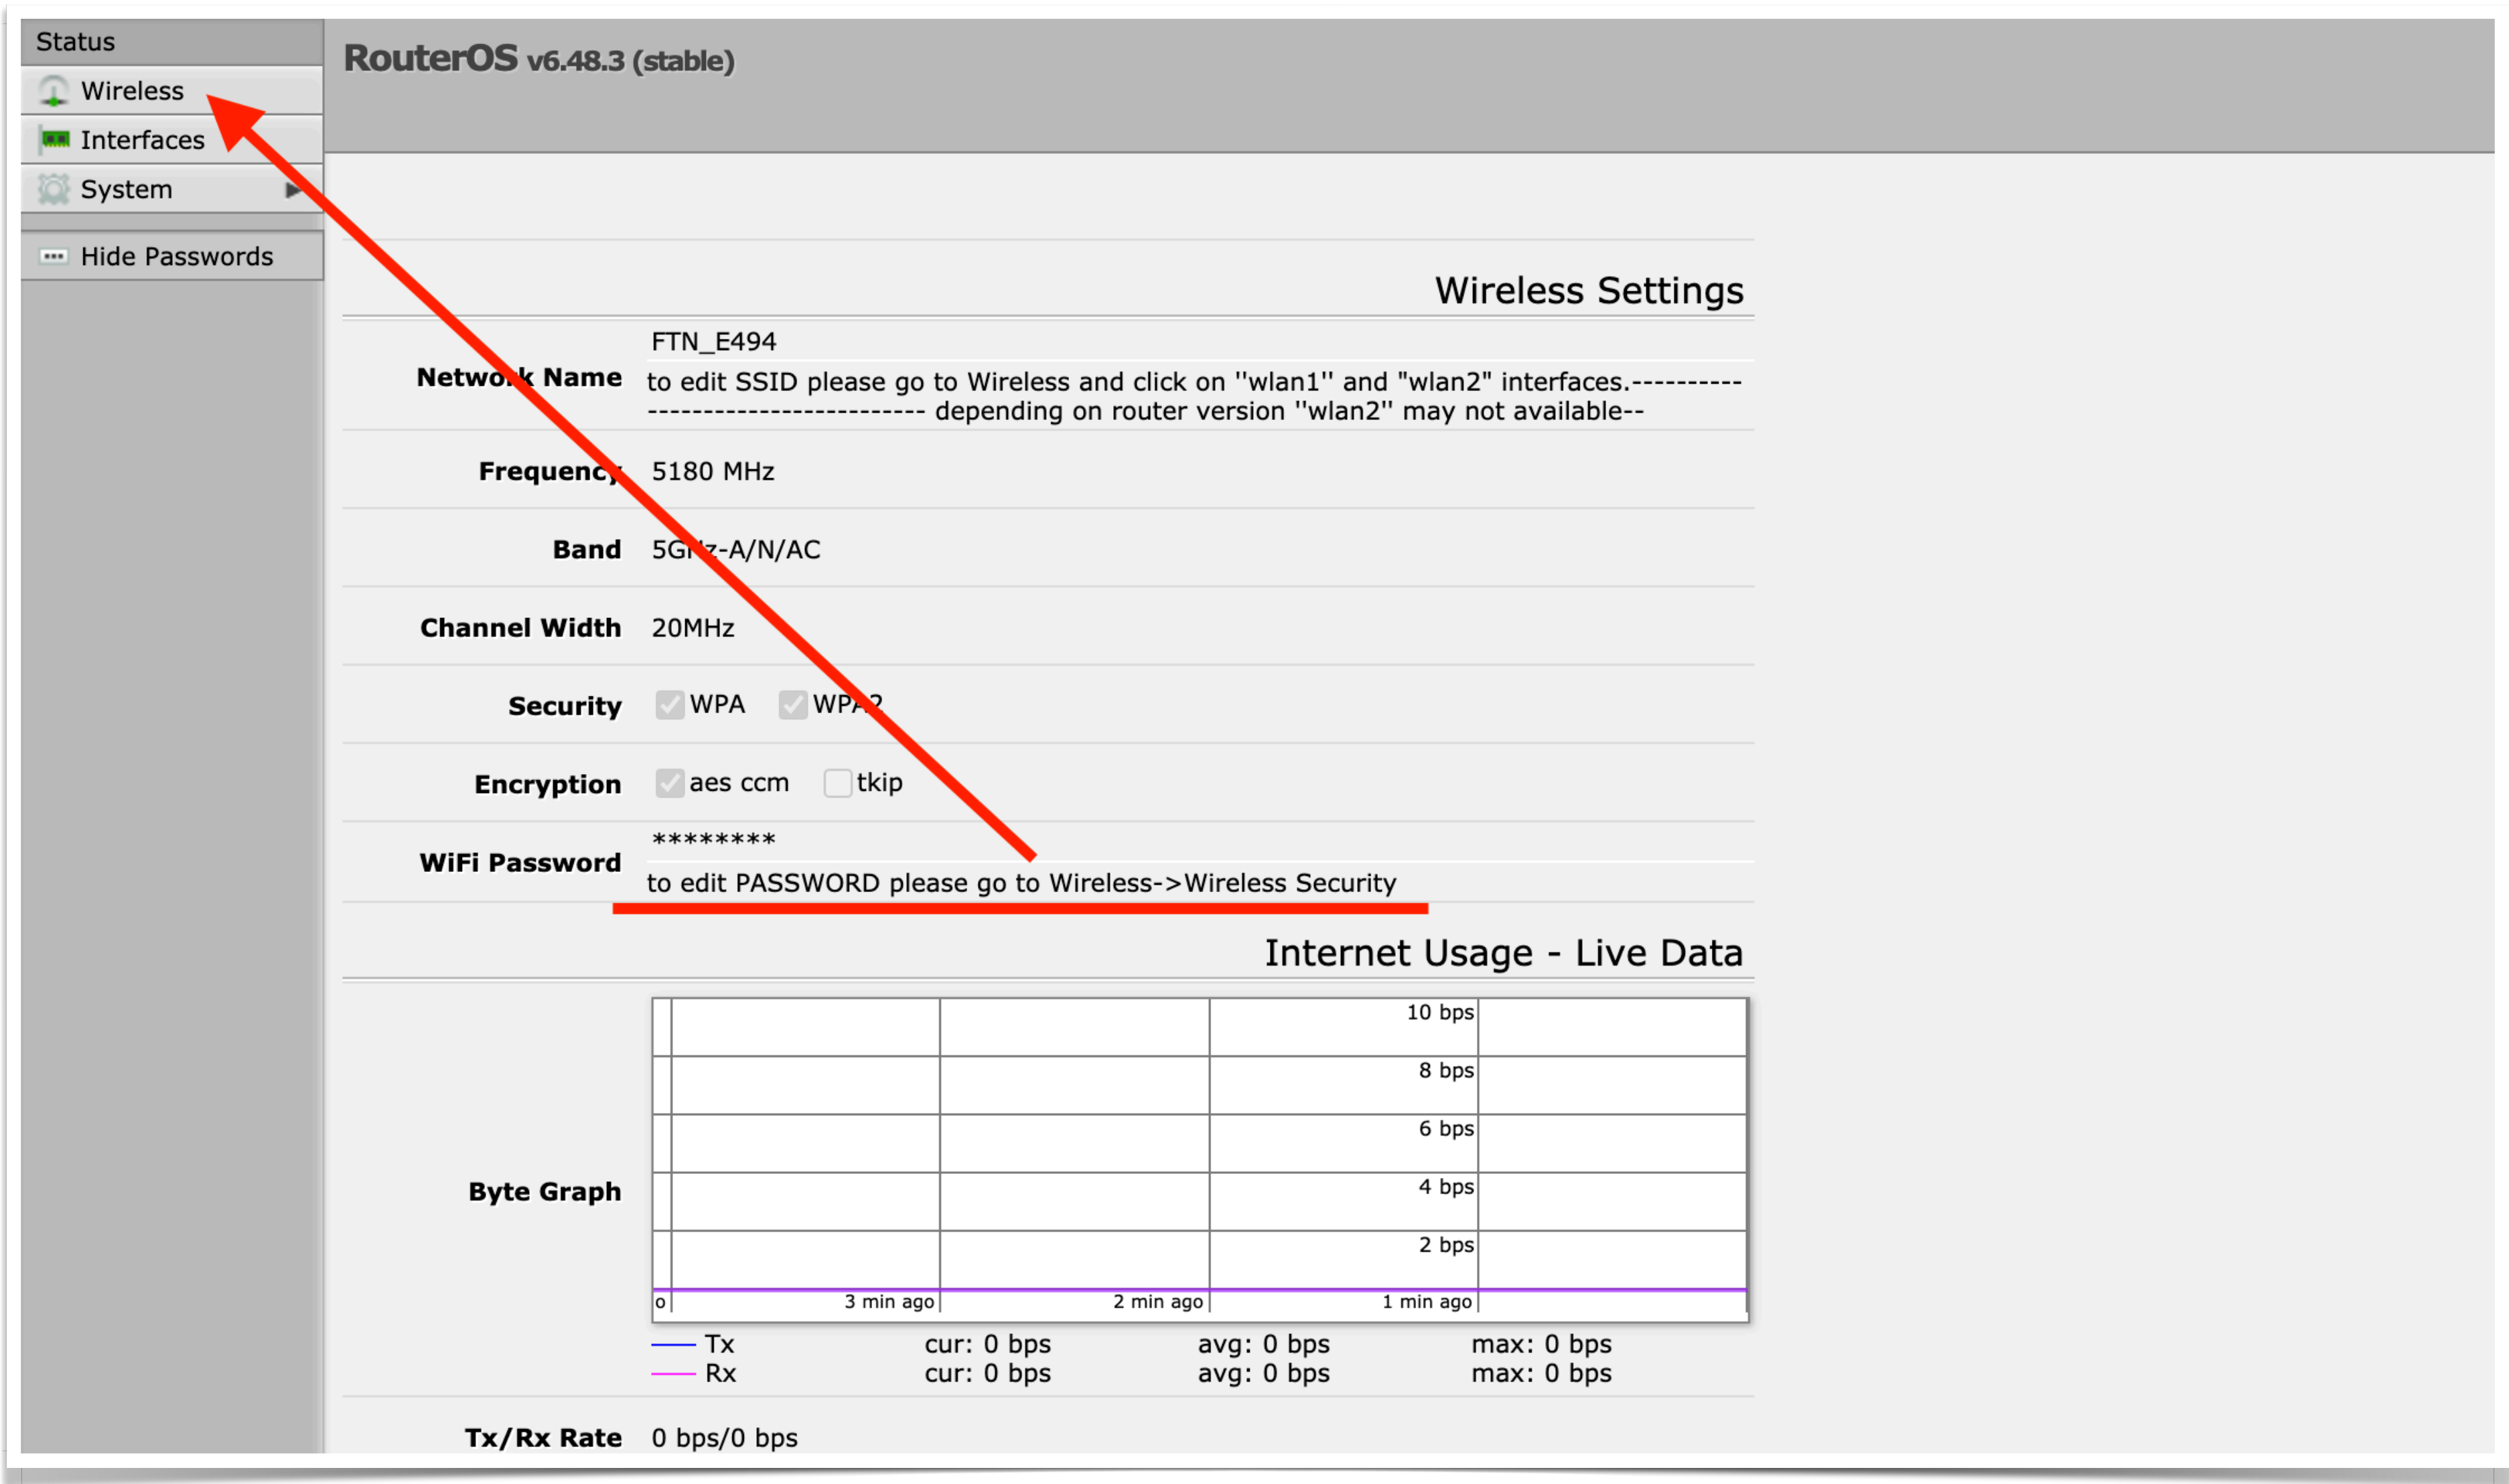 Status
Wireless
Interfaces
System
Hide Passwords
RouterOS v6.48.3 (stable)
Wireless Settings
Network Name
FTN_E494
to edit SSID please go to Wireless and click on ''wlan1'' and "wlan2" interfaces.----------
------------------------- depending on router version ''wlan2'' may not available--
Frequency 5180 MHz
Band 5GHz-A/N/AC
Channel Width 20MHz
Security WPA WPA2
Encryption aes ccm tkip
WiFi Password
********
to edit PASSWORD please go to Wireless->Wireless Security
Internet Usage - Live Data
Byte Graph
10 bps
8 bps
6 bps
4 bps
2 bps
o 3 min ago 2 min ago 1 min ago
Tx cur: 0 bps avg: 0 bps max: 0 bps
Rx cur: 0 bps avg: 0 bps max: 0 bps
Tx/Rx Rate 0 bps/0 bps